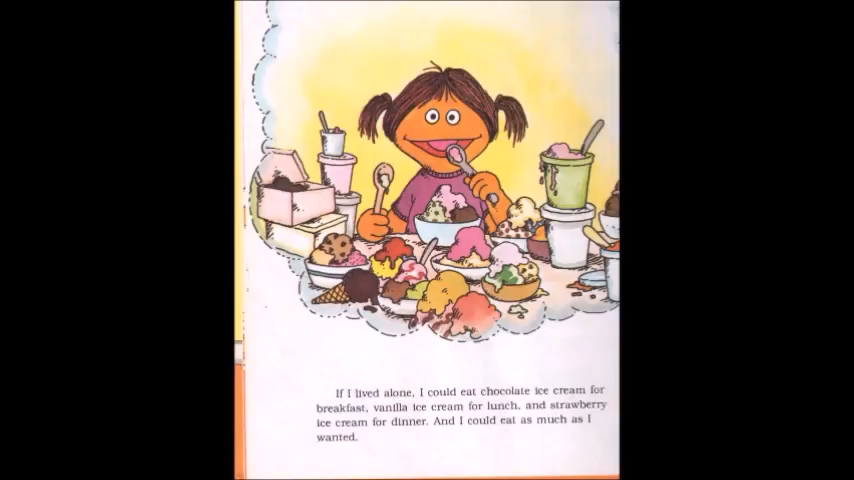 If I lived alone, I could eat chocolate ice cream for
breakfast, vanilla ice cream for lunch, and strawberry
ice cream for dinner. And I could eat as much as I
wanted.